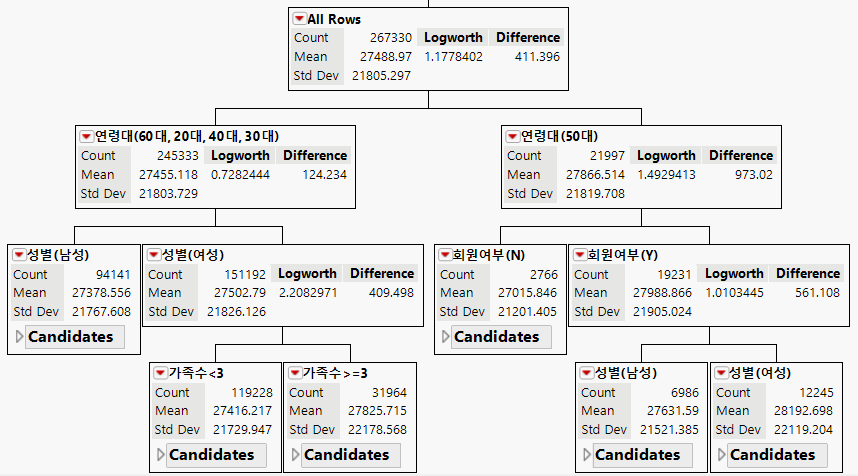 All Rows
Count 267330 Logworth Difference
Mean 27488.97 1.1778402 411.396
Std Dev 21805.297
연령대(60대, 20대, 40대, 30대)
Count 245333 Logworth Difference
Mean 27455.118 0.7282444 124.234
Std Dev 21803.729
연령대(50대)
Count 21997 Logworth Difference
Mean 27866.514 1.4929413 973.02
Std Dev 21819.708
성별(남성)
Count 94141
Mean 27378.556
Std Dev 21767.608
Candidates
성별(여성)
Count 151192 Logworth Difference
Mean 27502.79 2.2082971 409.498
Std Dev 21826.126
회원여부(N)
Count 2766
Mean 27015.846
Std Dev 21201.405
Candidates
회원여부(Y)
Count 19231 Logworth Difference
Mean 27988.866 1.0103445 561.108
Std Dev 21905.024
가족수<3
Count 119228
Mean 27416.217
Std Dev 21729.947
Candidates
가족수>=3
Count 31964
Mean 27825.715
Std Dev 22178.568
Candidates
성별(남성)
Count 6986
Mean 27631.59
Std Dev 21521.385
Candidates
성별(여성)
Count 12245
Mean 28192.698
Std Dev 22119.204
Candidates